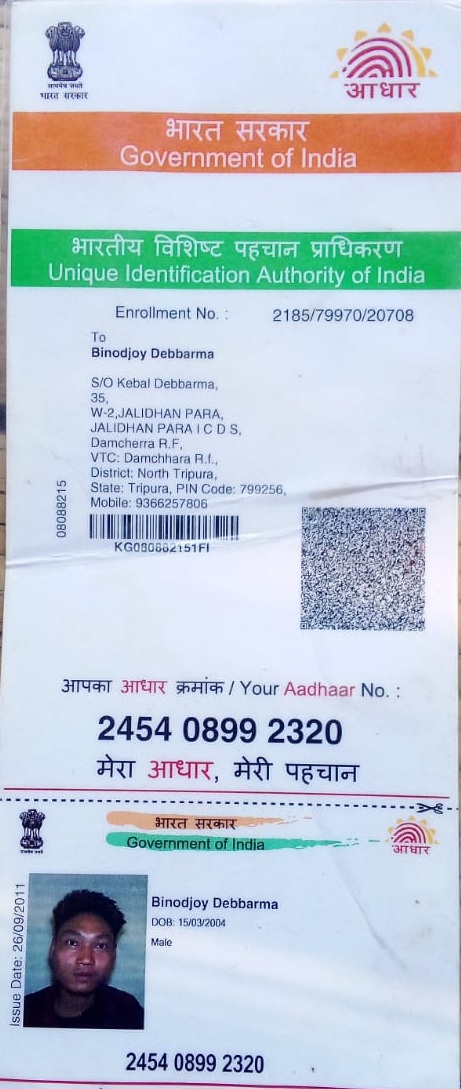 सत्यमेव जयते
भारत सरकार
आधार
भारत सरकार
Government of India
भारतीय विशिष्ट पहचान प्राधिकरण
Unique Identification Authority of India
Enrollment No. : 2185/79970/20708
To
Binodjoy Debbarma
S/O Kebal Debbarma,
35,
W-2,JALIDHAN PARA,
JALIDHAN PARA I C D S,
Damcherra R.F,
VTC: Damchhara R.f.,
District: North Tripura,
State: Tripura, PIN Code: 799256,
Mobile: 9366257806
08088215
आपका आधार क्रमांक / Your Aadhaar No. :
2454 0899 2320
मेरा आधार, मेरी पहचान
भारत सरकार
Government of India
आधार
Issue Date: 26/09/2011
Binodjoy Debbarma
DOB: 15/03/2004
Male
2454 0899 2320